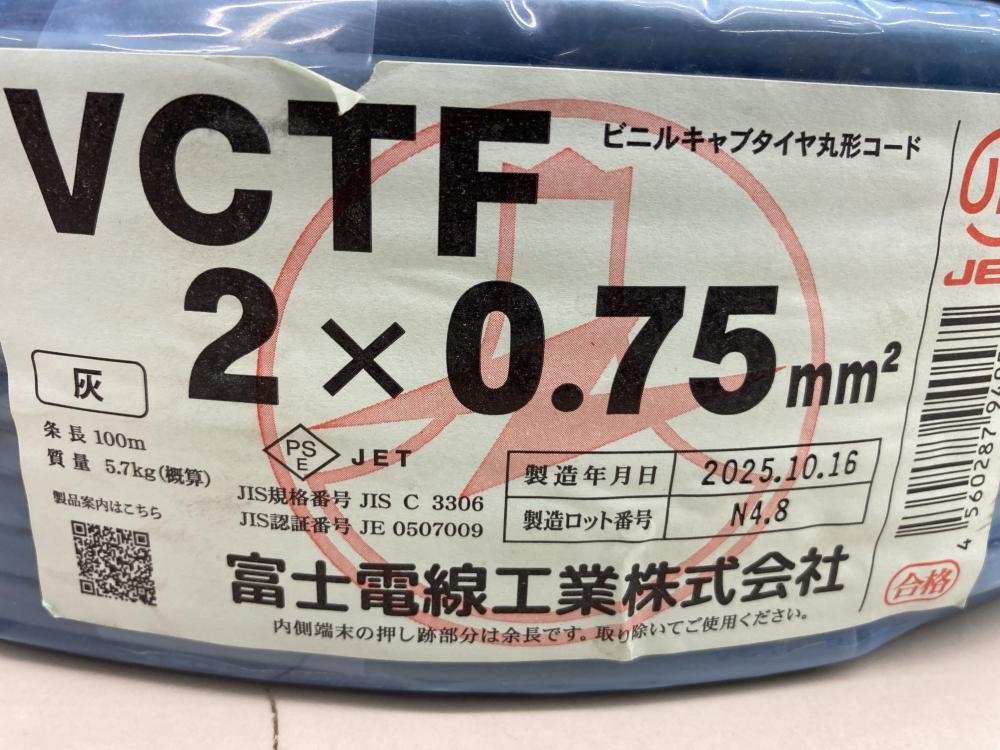 VCTF
ビニルキャブタイヤ丸形コード
2×0.75mm²
灰
条長 100m
質量 5.7kg(概算)
製品案内はこちら
PS
E
JET
JIS規格番号 JIS C 3306
JIS認証番号 JE 0507009
製造年月日 2025.10.16
製造ロット番号 N4.8
富士電線工業株式会社
内側端末の押し跡部分は余長です。取り除いてご使用ください。
合格